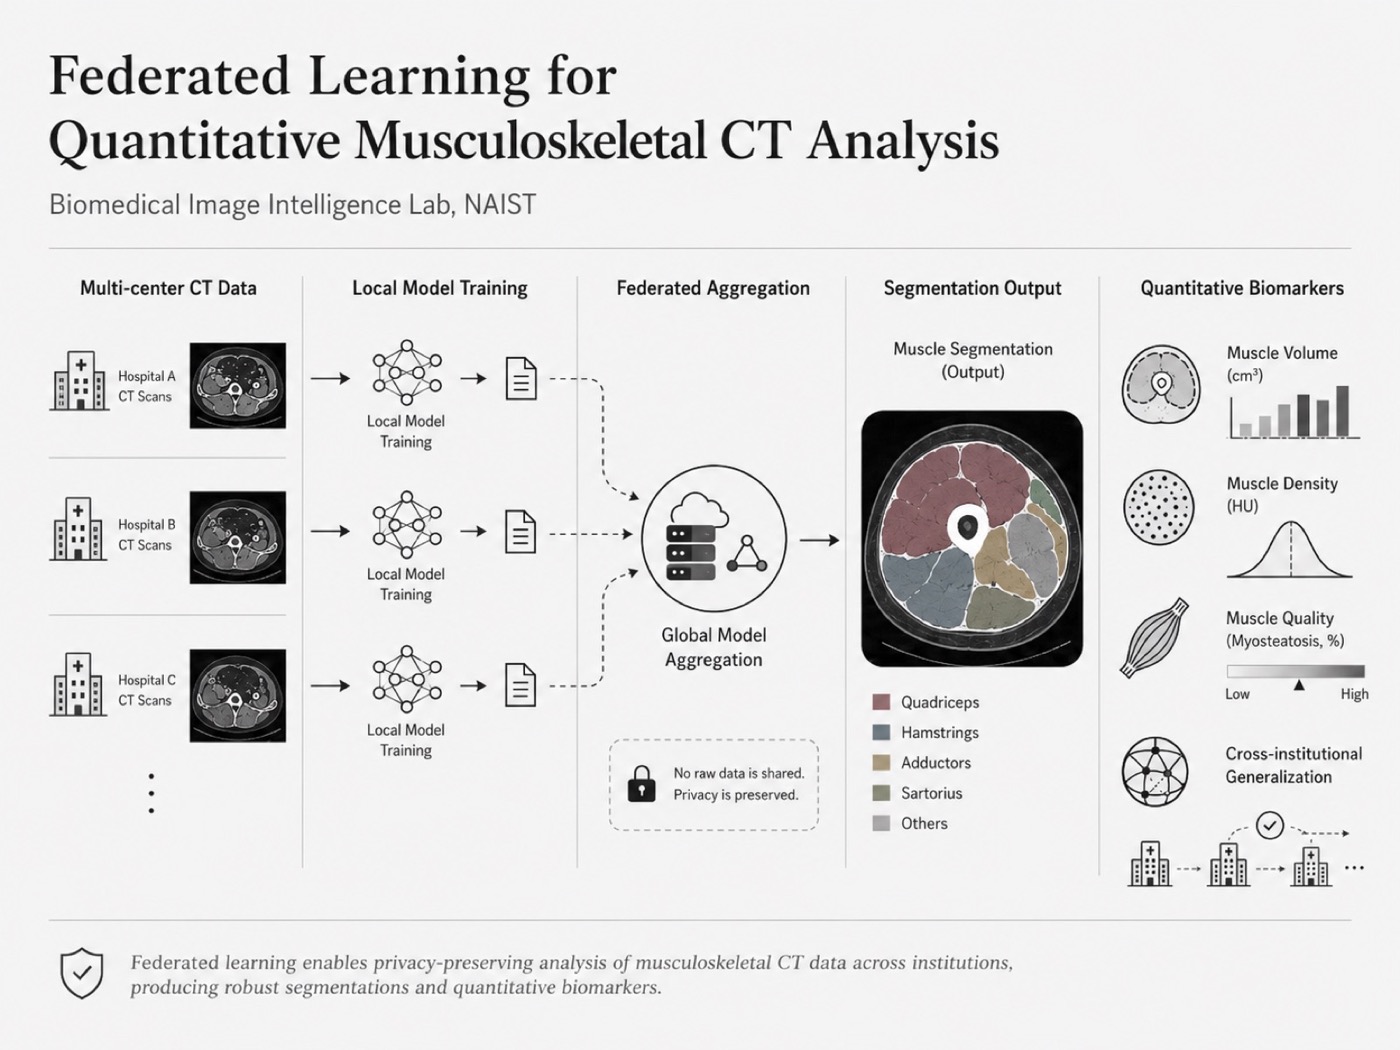 Federated Learning for
Quantitative Musculoskeletal CT Analysis
Biomedical Image Intelligence Lab, NAIST
Multi-center CT Data
Hospital A
CT Scans
Hospital B
CT Scans
Hospital C
CT Scans
Local Model Training
Local Model
Training
Local Model
Training
Local Model
Training
Federated Aggregation
Global Model
Aggregation
No raw data is shared.
Privacy is preserved.
Segmentation Output
Muscle Segmentation
(Output)
Quadriceps
Hamstrings
Adductors
Sartorius
Others
Quantitative Biomarkers
Muscle Volume
(cm³)
Muscle Density
(HU)
Muscle Quality
(Myosteatosis, %)
Low High
Cross-institutional
Generalization
Federated learning enables privacy-preserving analysis of musculoskeletal CT data across institutions,
producing robust segmentations and quantitative biomarkers.